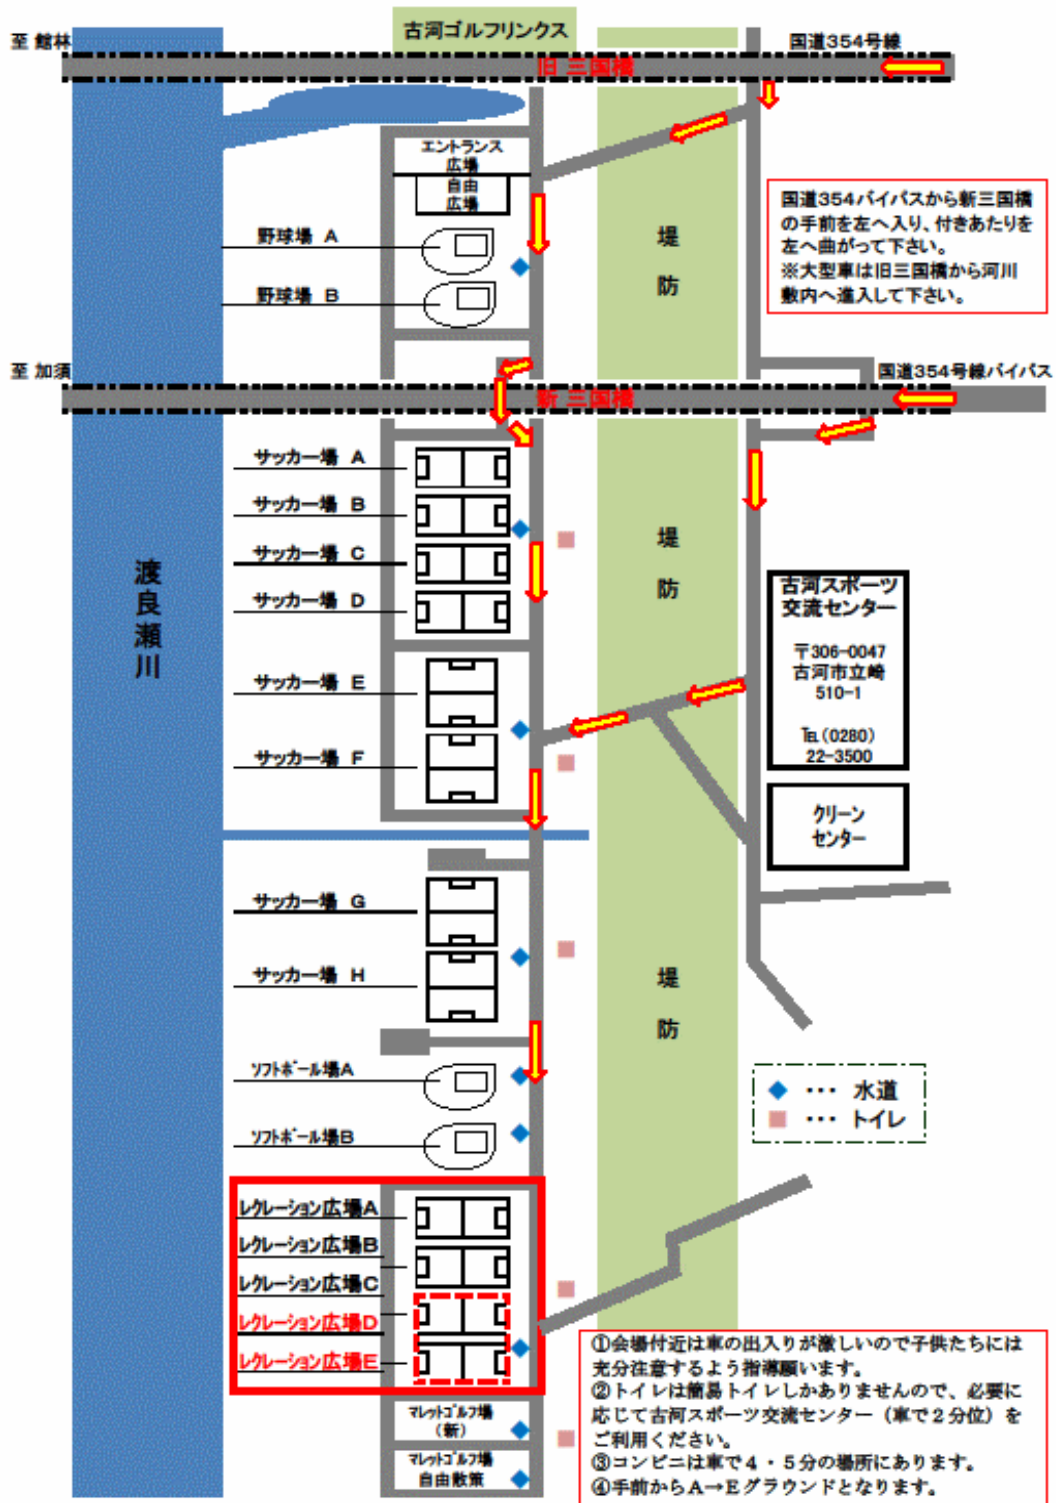 古河ゴルフリンクス
至 館林
国道354号線
旧 三国橋
エントランス
広場
自由
広場
野球場 A
野球場 B
堤
防
国道354バイパスから新三国橋
の手前を左へ入り、付きあたりを
左へ曲がって下さい。
※大型車は旧三国橋から河川
敷内へ進入して下さい。
至 加須
国道354号線バイパス
新 三国橋
サッカー場 A
サッカー場 B
サッカー場 C
サッカー場 D
サッカー場 E
サッカー場 F
渡良瀬川
堤
防
古河スポーツ
交流センター
〒306-0047
古河市立崎
510-1
℡(0280)
22-3500
クリーン
センター
サッカー場 G
サッカー場 H
堤
防
ソフトボール場A
ソフトボール場B
◆ ・・・ 水道
■ ・・・ トイレ
レクレーション広場A
レクレーション広場B
レクレーション広場C
レクレーション広場D
レクレーション広場E
マレットゴルフ場
(新)
マレットゴルフ場
自由散策
①会場付近は車の出入りが激しいので子供たちには
充分注意するよう指導願います。
②トイレは簡易トイレしかありませんので、必要に
応じて古河スポーツ交流センター（車で２分位）を
ご利用ください。
③コンビニは車で４・５分の場所にあります。
④手前からA→Eグラウンドとなります。